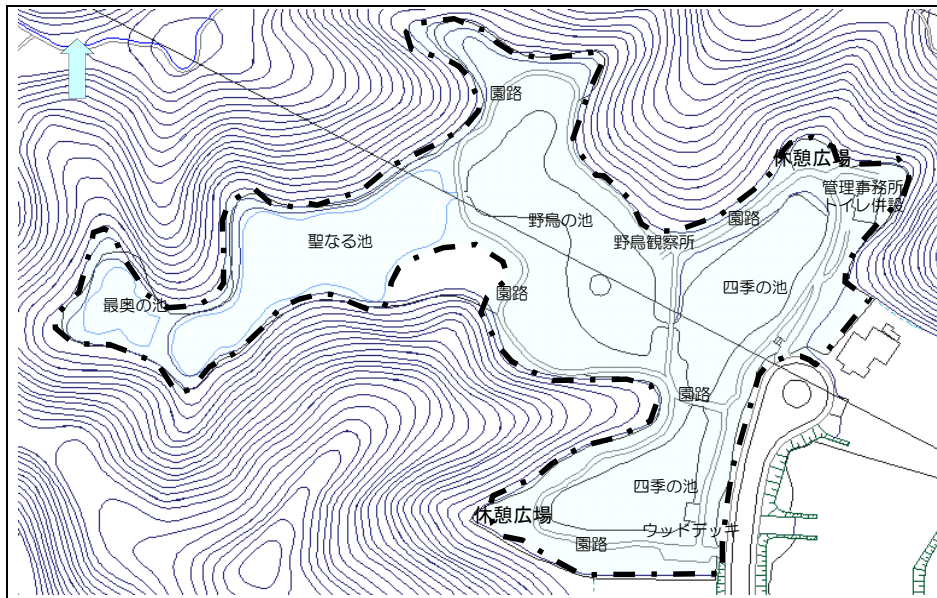 園路
休憩広場
管理事務所
トイレ併設
園路
野鳥の池
野鳥観察所
聖なる池
四季の池
園路
最奥の池
園路
四季の池
休憩広場
ウッドデッキ
園路